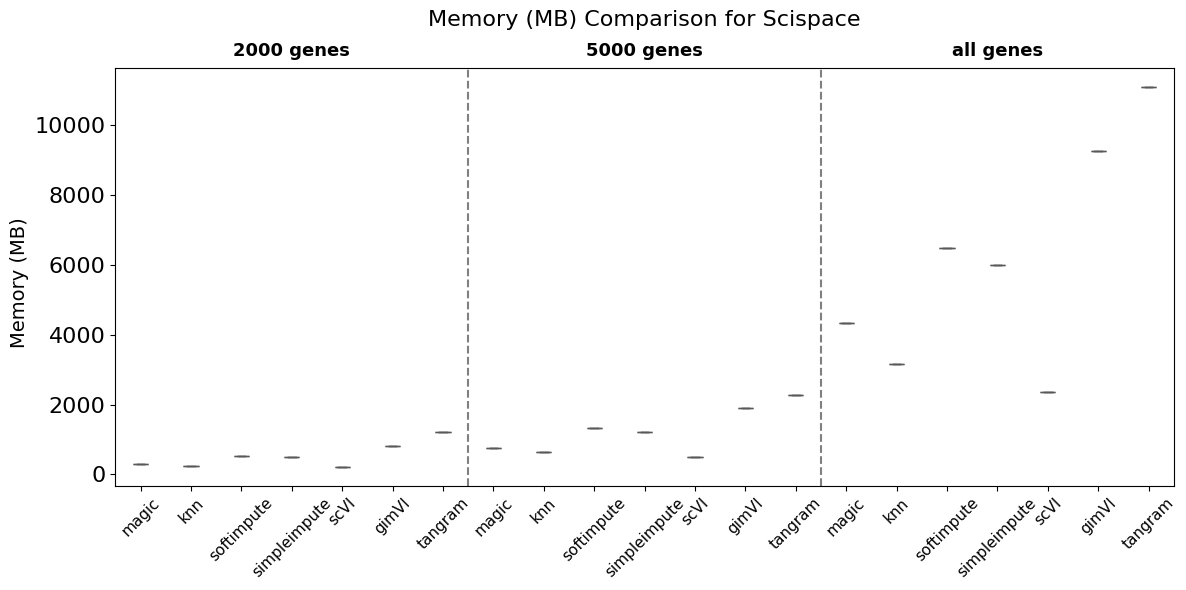 Memory (MB) Comparison for Scispace
2000 genes 5000 genes all genes
Memory (MB)
10000
8000
6000
4000
2000
0
magic knn softimpute simpleimpute scVI gimVI tangram magic knn softimpute simpleimpute scVI gimVI tangram magic knn softimpute simpleimpute scVI gimVI tangram